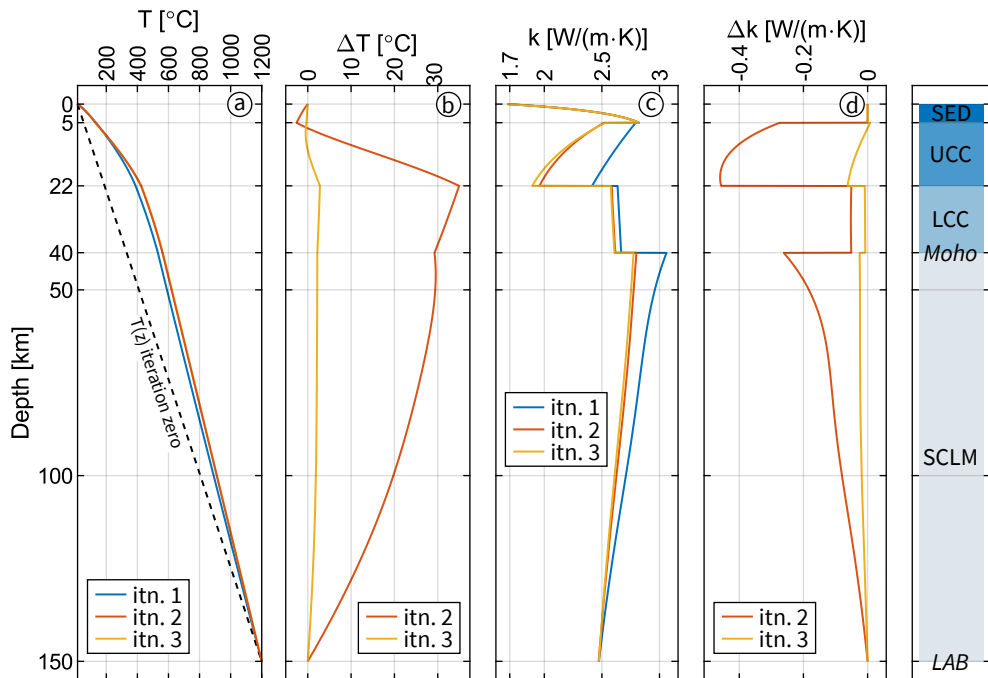 T [°C]
200
400
600
800
1000
1200
ΔT [°C]
0
10
20
30
k [W/(m·K)]
1.7
2
2.5
3
Δk [W/(m·K)]
-0.4
-0.2
0
a
b
c
d
Depth [km]
0
5
22
40
50
100
150
T(z) iteration zero
itn. 1
itn. 2
itn. 3
itn. 2
itn. 3
itn. 1
itn. 2
itn. 3
itn. 2
itn. 3
SED
UCC
LCC
Moho
SCLM
LAB